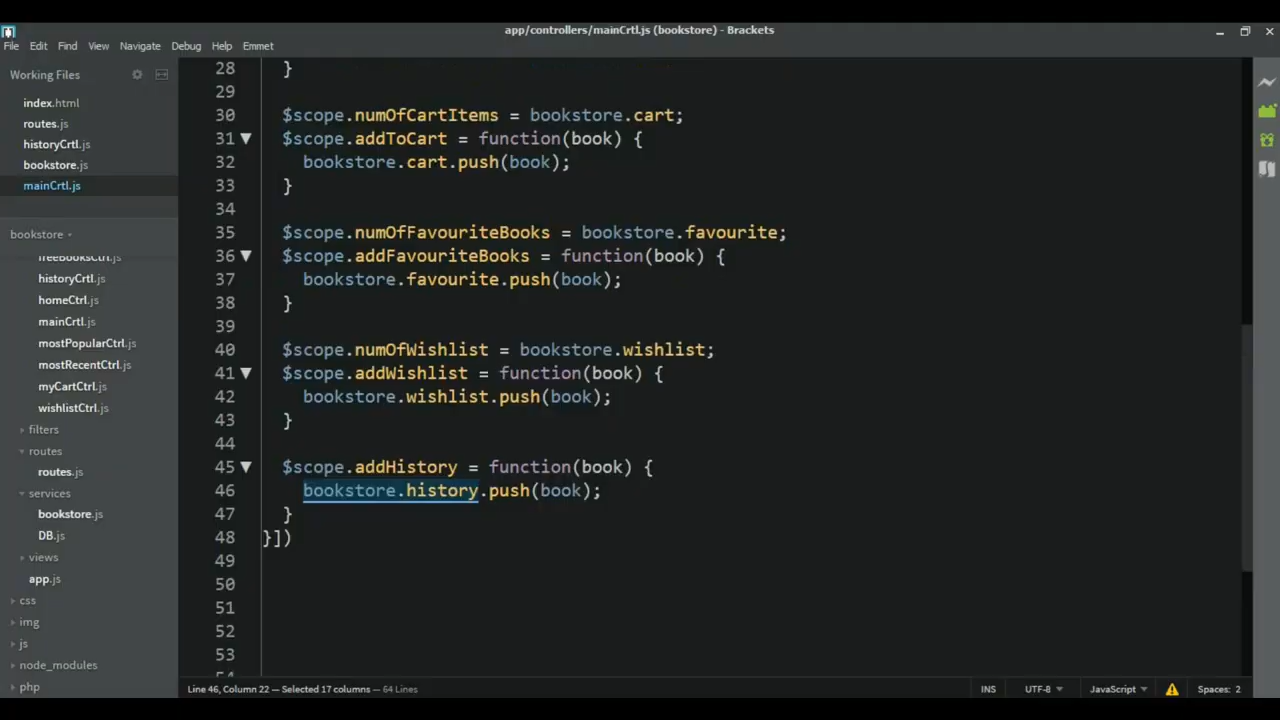 app/controllers/mainCrtl.js (bookstore) - Brackets
File Edit Find View Navigate Debug Help Emmet
Working Files
index.html
routes.js
historyCrtl.js
bookstore.js
mainCrtl.js
bookstore
freeBooksCtrl.js
historyCrtl.js
homeCtrl.js
mainCrtl.js
mostPopularCtrl.js
mostRecentCtrl.js
myCartCtrl.js
wishlistCtrl.js
filters
routes
routes.js
services
bookstore.js
DB.js
views
app.js
css
img
js
node_modules
php
28 }
29
30 $scope.numOfCartItems = bookstore.cart;
31 $scope.addToCart = function(book) {
32 bookstore.cart.push(book);
33 }
34
35 $scope.numOfFavouriteBooks = bookstore.favourite;
36 $scope.addFavouriteBooks = function(book) {
37 bookstore.favourite.push(book);
38 }
39
40 $scope.numOfWishlist = bookstore.wishlist;
41 $scope.addWishlist = function(book) {
42 bookstore.wishlist.push(book);
43 }
44
45 $scope.addHistory = function(book) {
46 bookstore.history.push(book);
47 }
48 }])
49
50
51
52
53
54
Line 46, Column 22 — Selected 17 columns — 64 Lines
INS UTF-8 JavaScript Spaces: 2